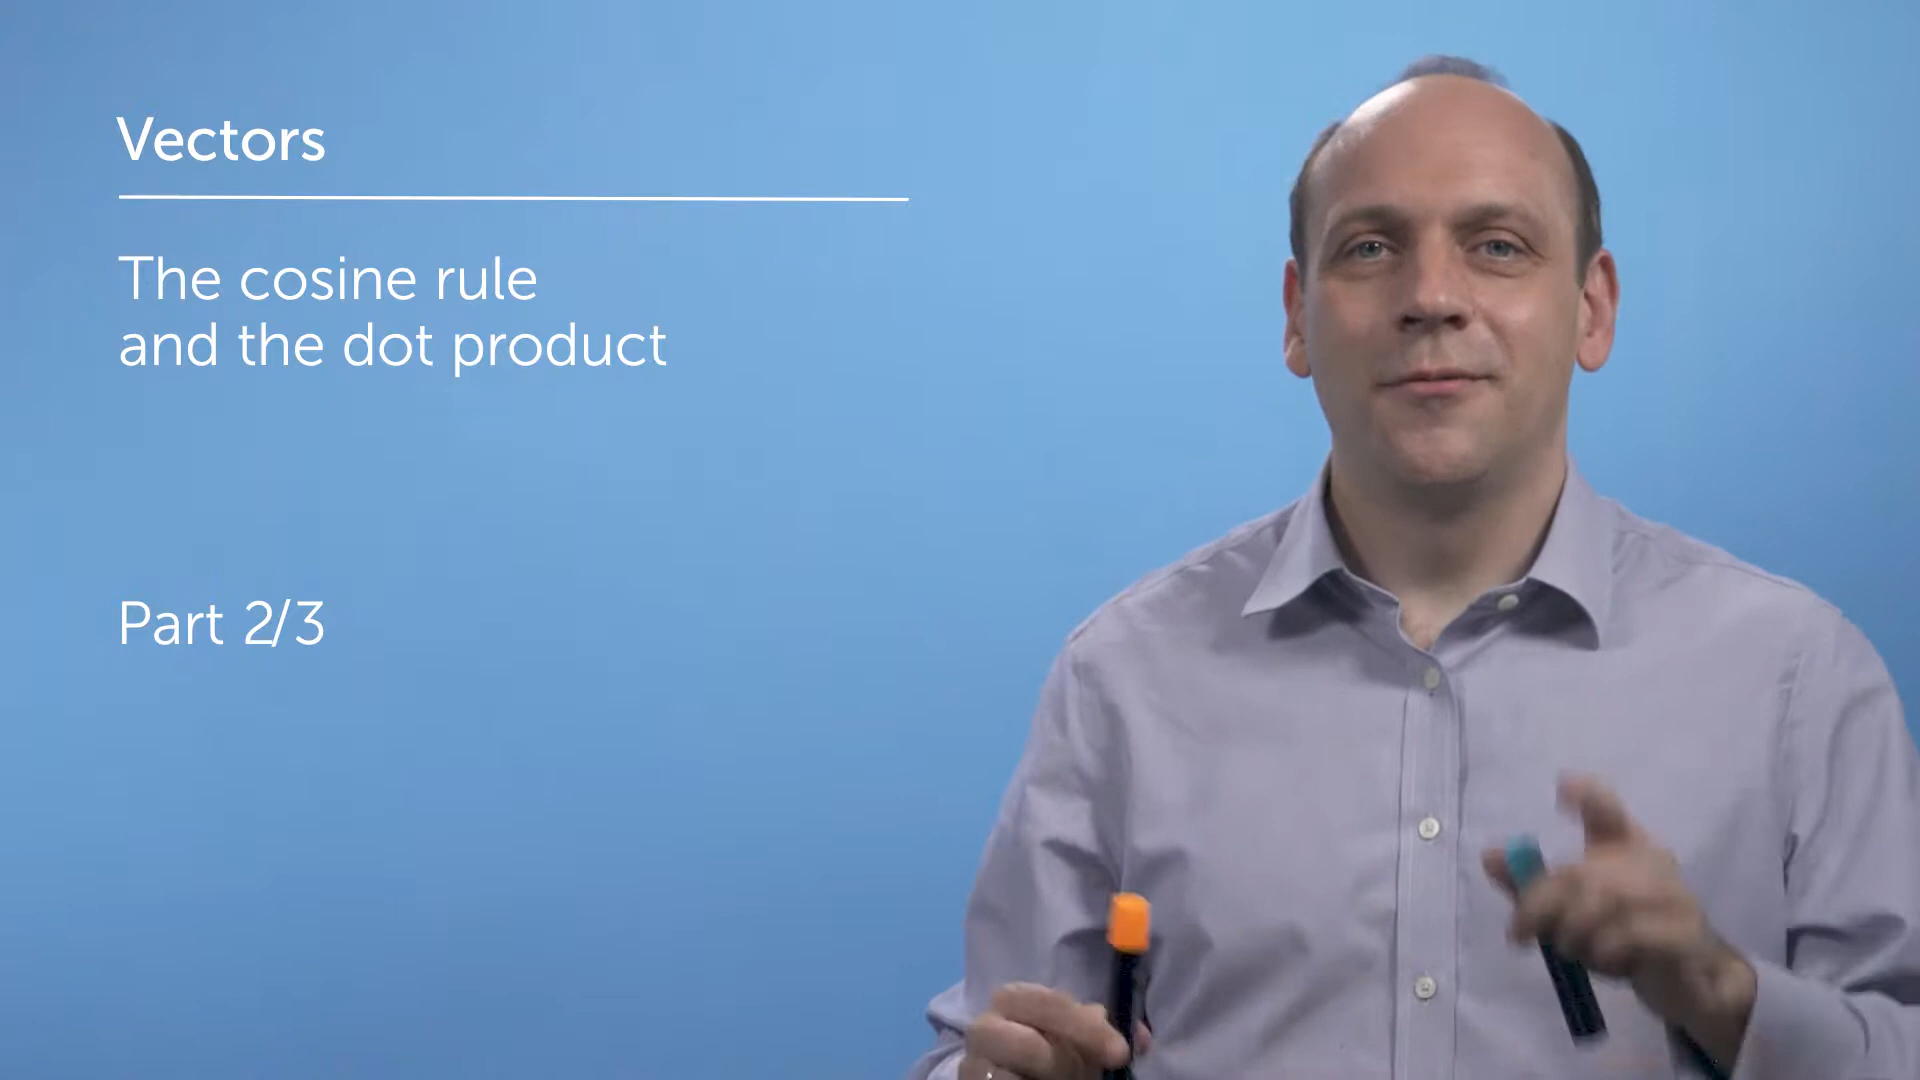 Vectors
The cosine rule
and the dot product
Part 2/3